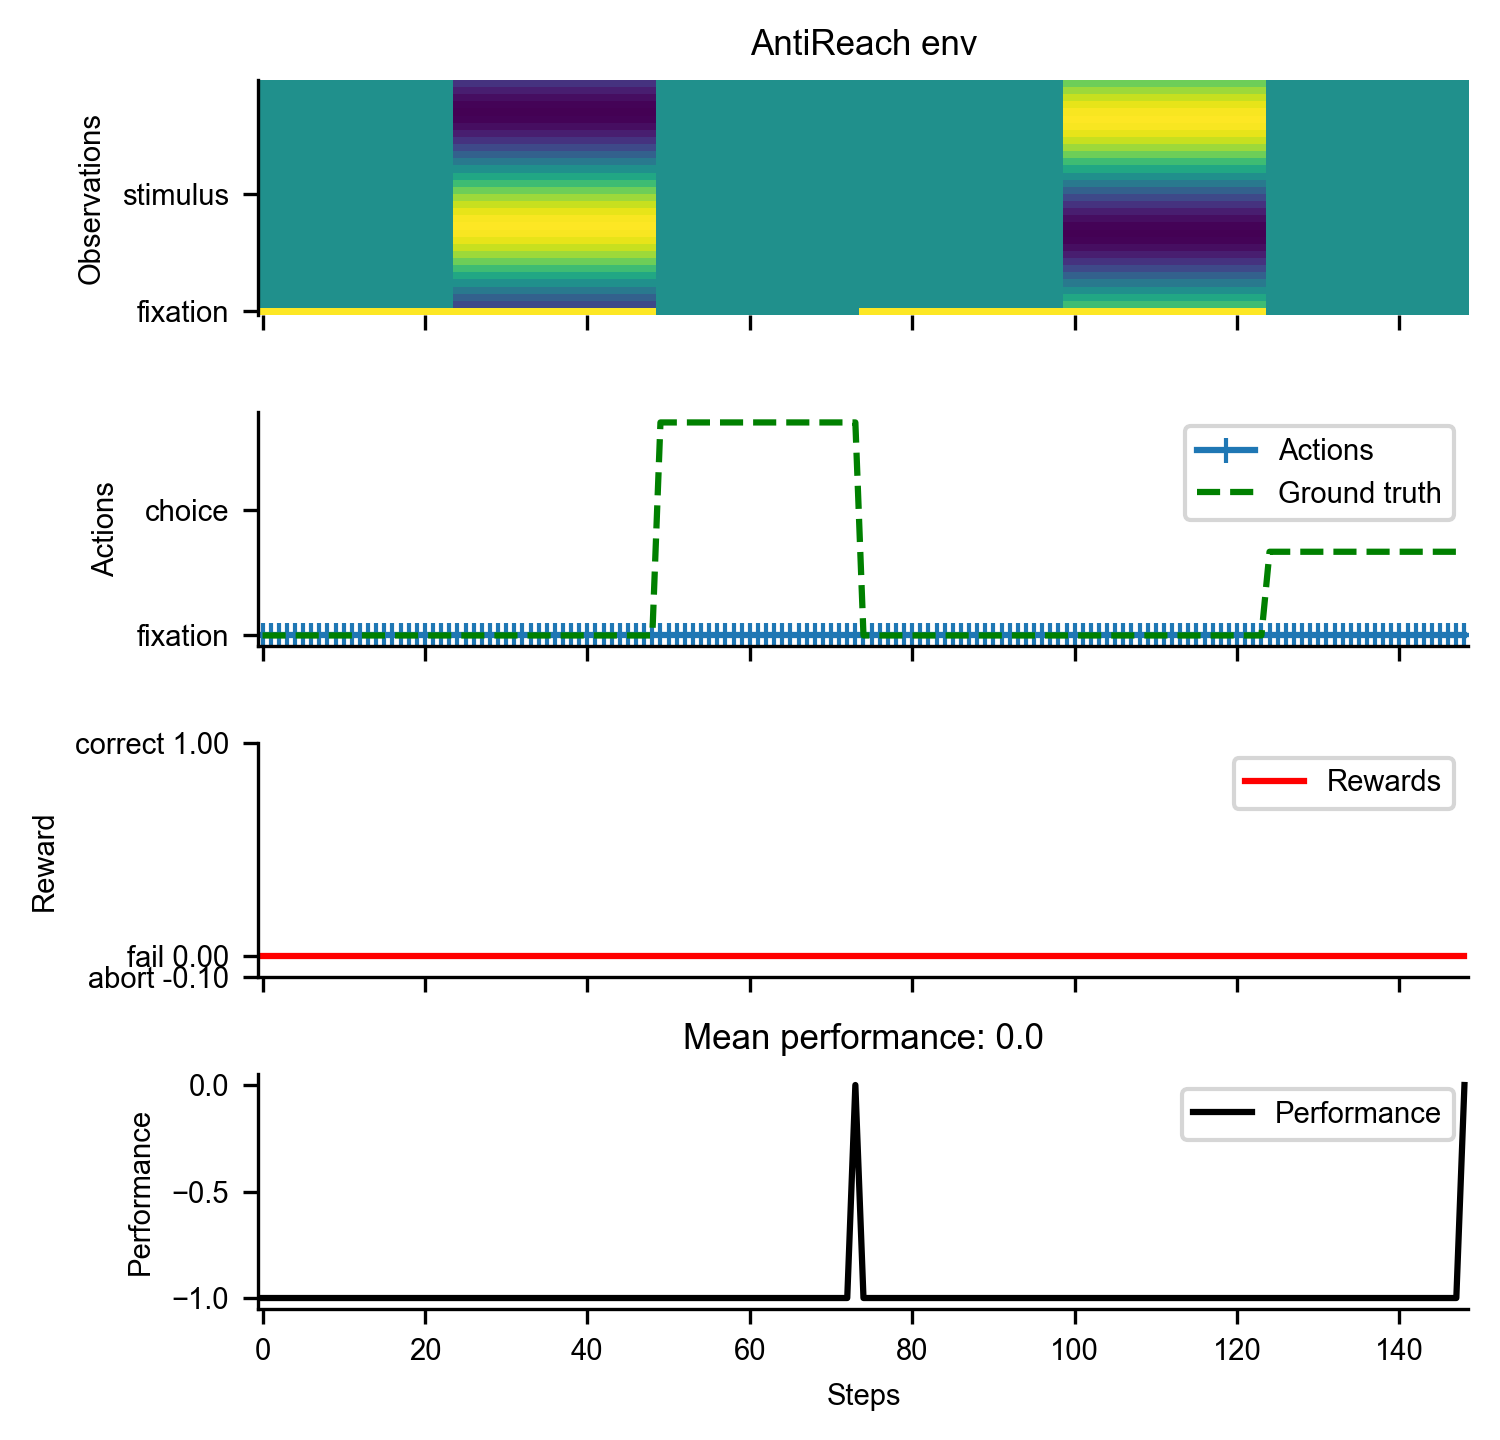 AntiReach env
Observations
stimulus
fixation
Actions
choice
fixation
Actions
Ground truth
Reward
correct 1.00
fail 0.00
abort -0.10
Rewards
Mean performance: 0.0
Performance
0.0
−0.5
−1.0
Performance
0 20 40 60 80 100 120 140
Steps